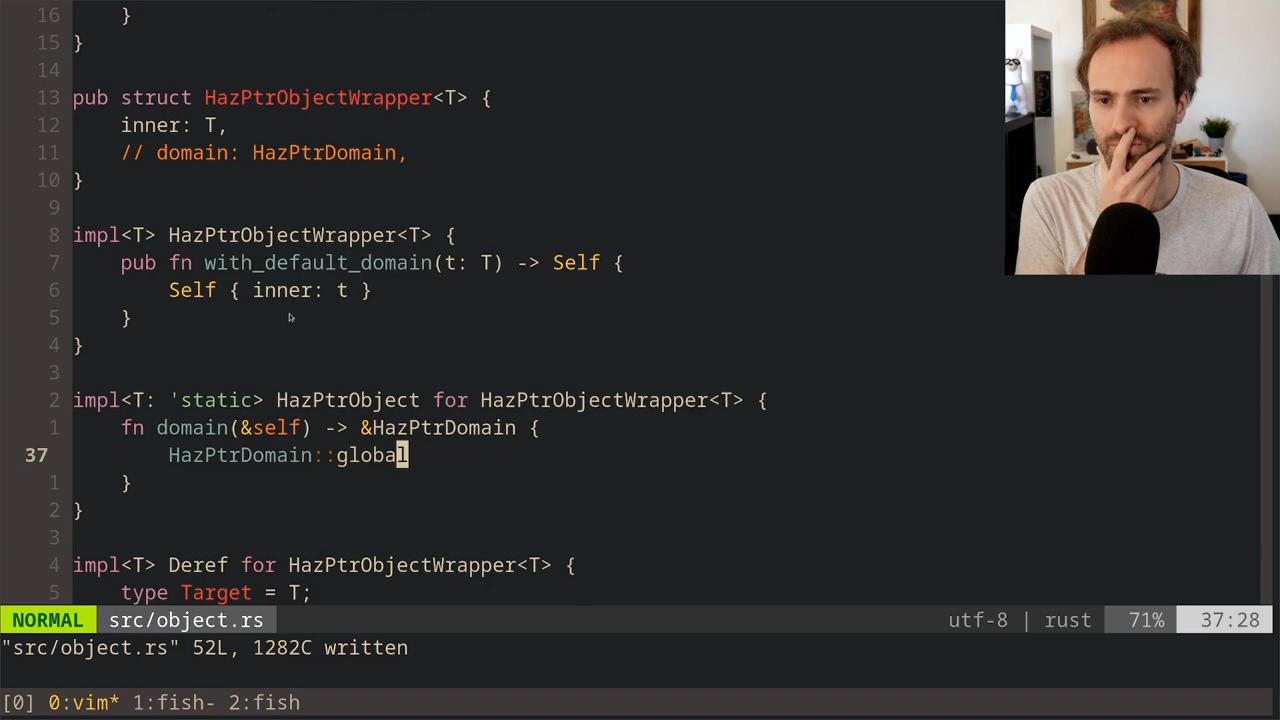 16     }
15 }
14
13 pub struct HazPtrObjectWrapper<T> {
12     inner: T,
11     // domain: HazPtrDomain,
10 }
9
8 impl<T> HazPtrObjectWrapper<T> {
7     pub fn with_default_domain(t: T) -> Self {
6         Self { inner: t }
5     }
4 }
3
2 impl<T: 'static> HazPtrObject for HazPtrObjectWrapper<T> {
1     fn domain(&self) -> &HazPtrDomain {
37         HazPtrDomain::global
1     }
2 }
3
4 impl<T> Deref for HazPtrObjectWrapper<T> {
5     type Target = T;
NORMAL src/object.rs utf-8 | rust 71% 37:28
"src/object.rs" 52L, 1282C written
[0] 0:vim* 1:fish- 2:fish